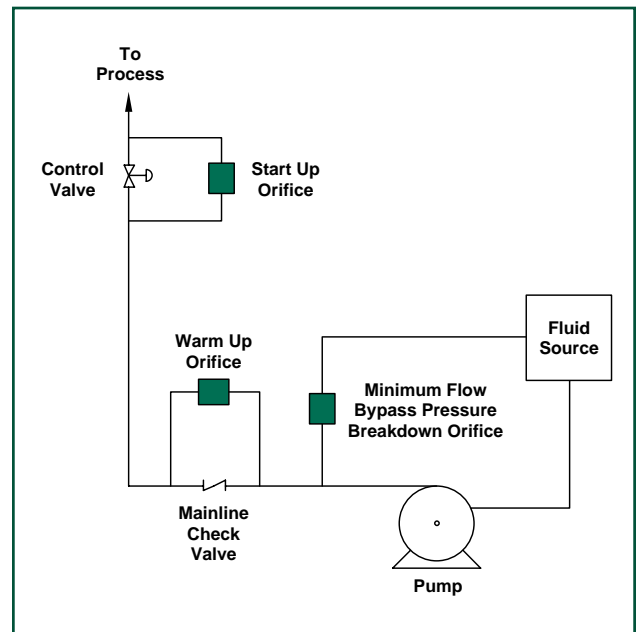 To
Process
Control
Valve
Start Up
Orifice
Fluid
Source
Warm Up
Orifice
Minimum Flow
Bypass Pressure
Breakdown Orifice
Mainline
Check
Valve
Pump